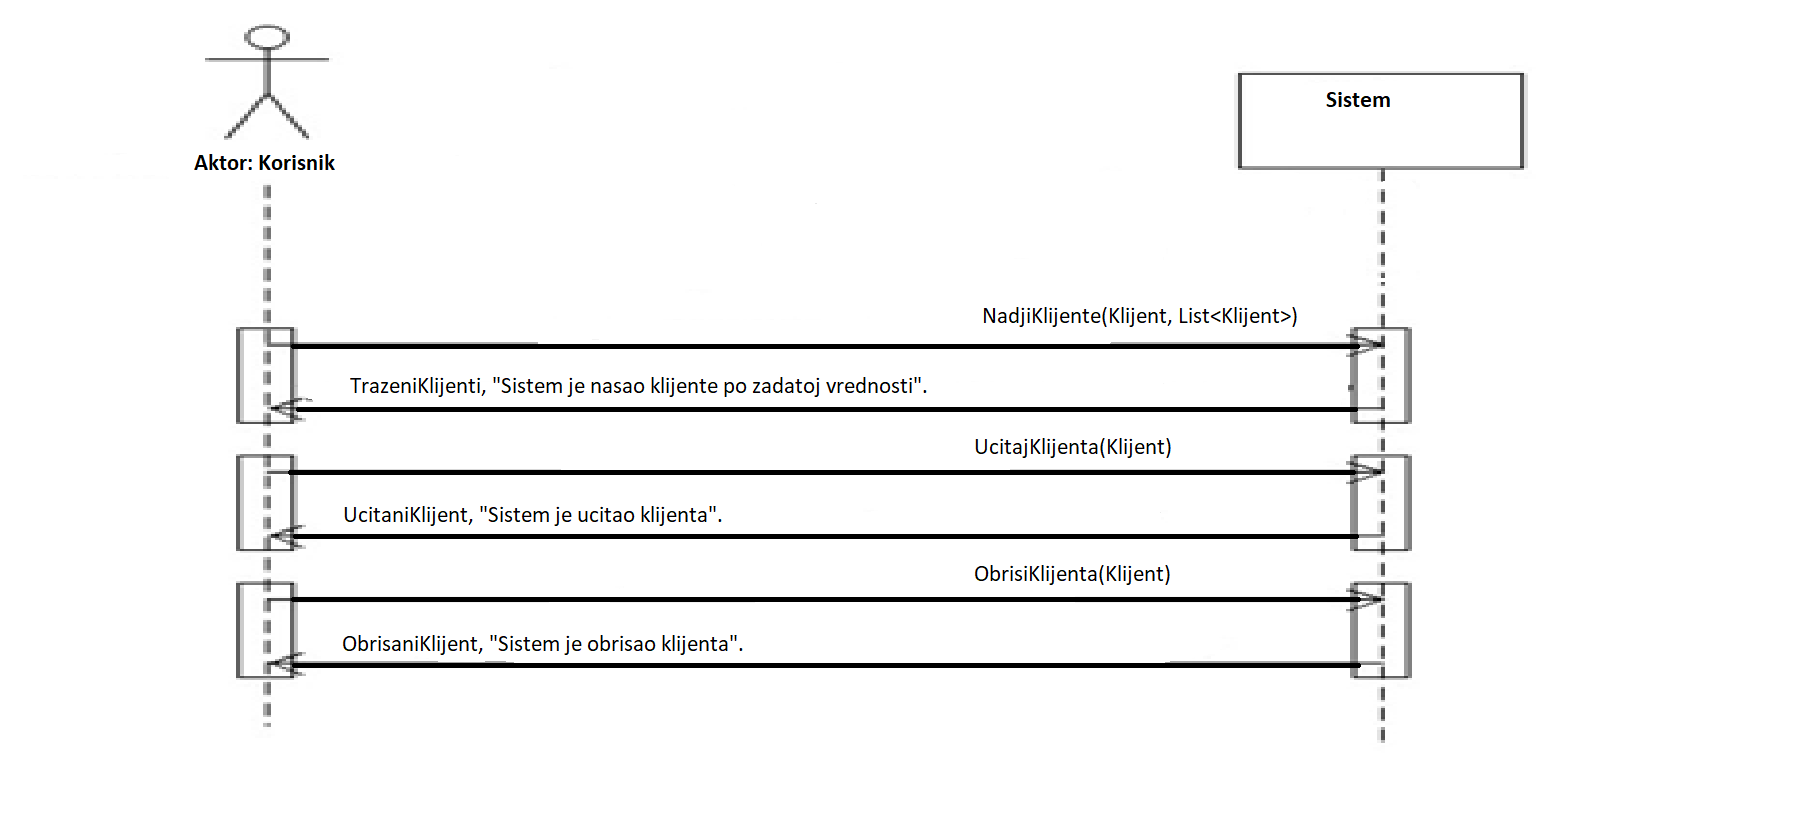 Sistem
Aktor: Korisnik
NadjiKlijente(Klijent, List<Klijent>)
TrazeniKlijenti, "Sistem je nasao klijente po zadatoj vrednosti".
UcitajKlijenta(Klijent)
UcitaniKlijent, "Sistem je ucitao klijenta".
ObrisiKlijenta(Klijent)
ObrisaniKlijent, "Sistem je obrisao klijenta".